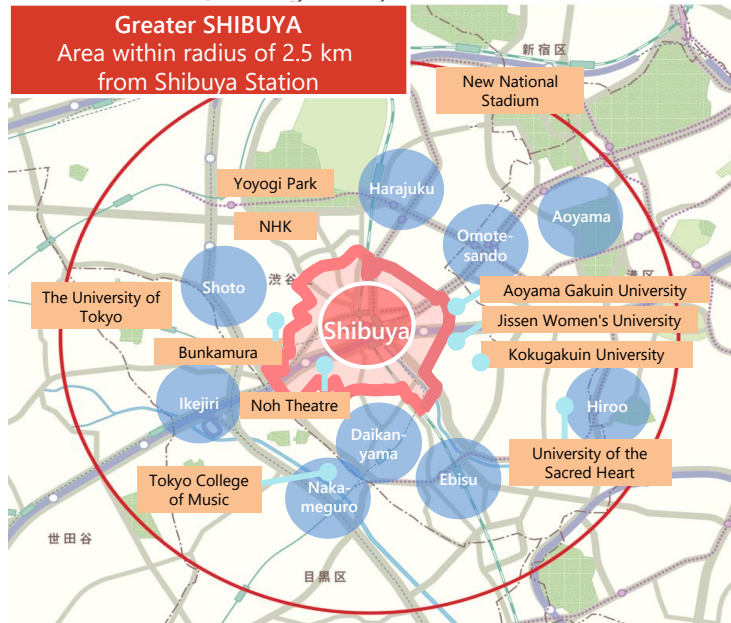 Greater SHIBUYA
Area within radius of 2.5 km
from Shibuya Station
新宿区
New National
Stadium
Yoyogi Park
Harajuku
NHK
Aoyama
Omote-
sando
渋谷
港区
Shoto
The University of
Tokyo
Aoyama Gakuin University
Shibuya
Jissen Women's University
Bunkamura
Kokugakuin University
Ikejiri
Noh Theatre
Hiroo
Daikan-
yama
University of the
Sacred Heart
Tokyo College
of Music
Naka-
meguro
Ebisu
世田谷
目黒区